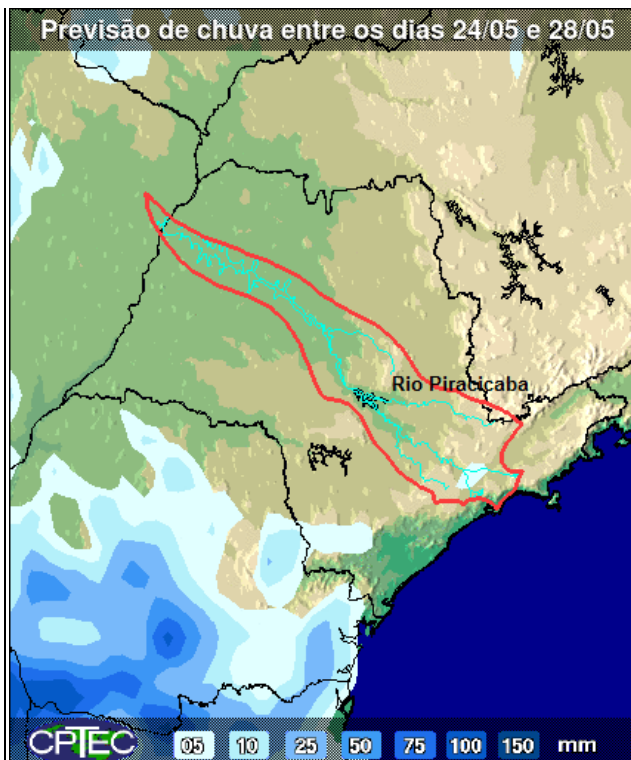 Previsão de chuva entre os dias 24/05 e 28/05
Rio Piracicaba
CPTEC 05 10 25 50 75 100 150 mm